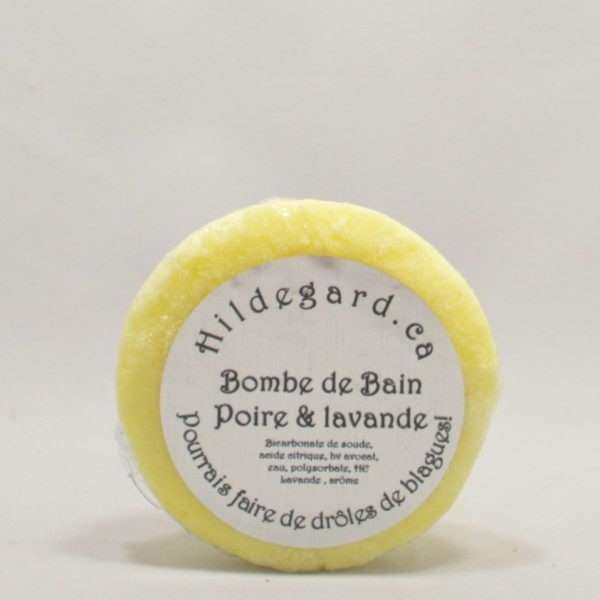 Hildegard.ca
Bombe de Bain
Poire & lavande
Bicarbonate de soude,
acide citrique, hv avocat,
eau, polysorbate, HE
Lavande , arôme
Pourrais faire de drôles de blagues!